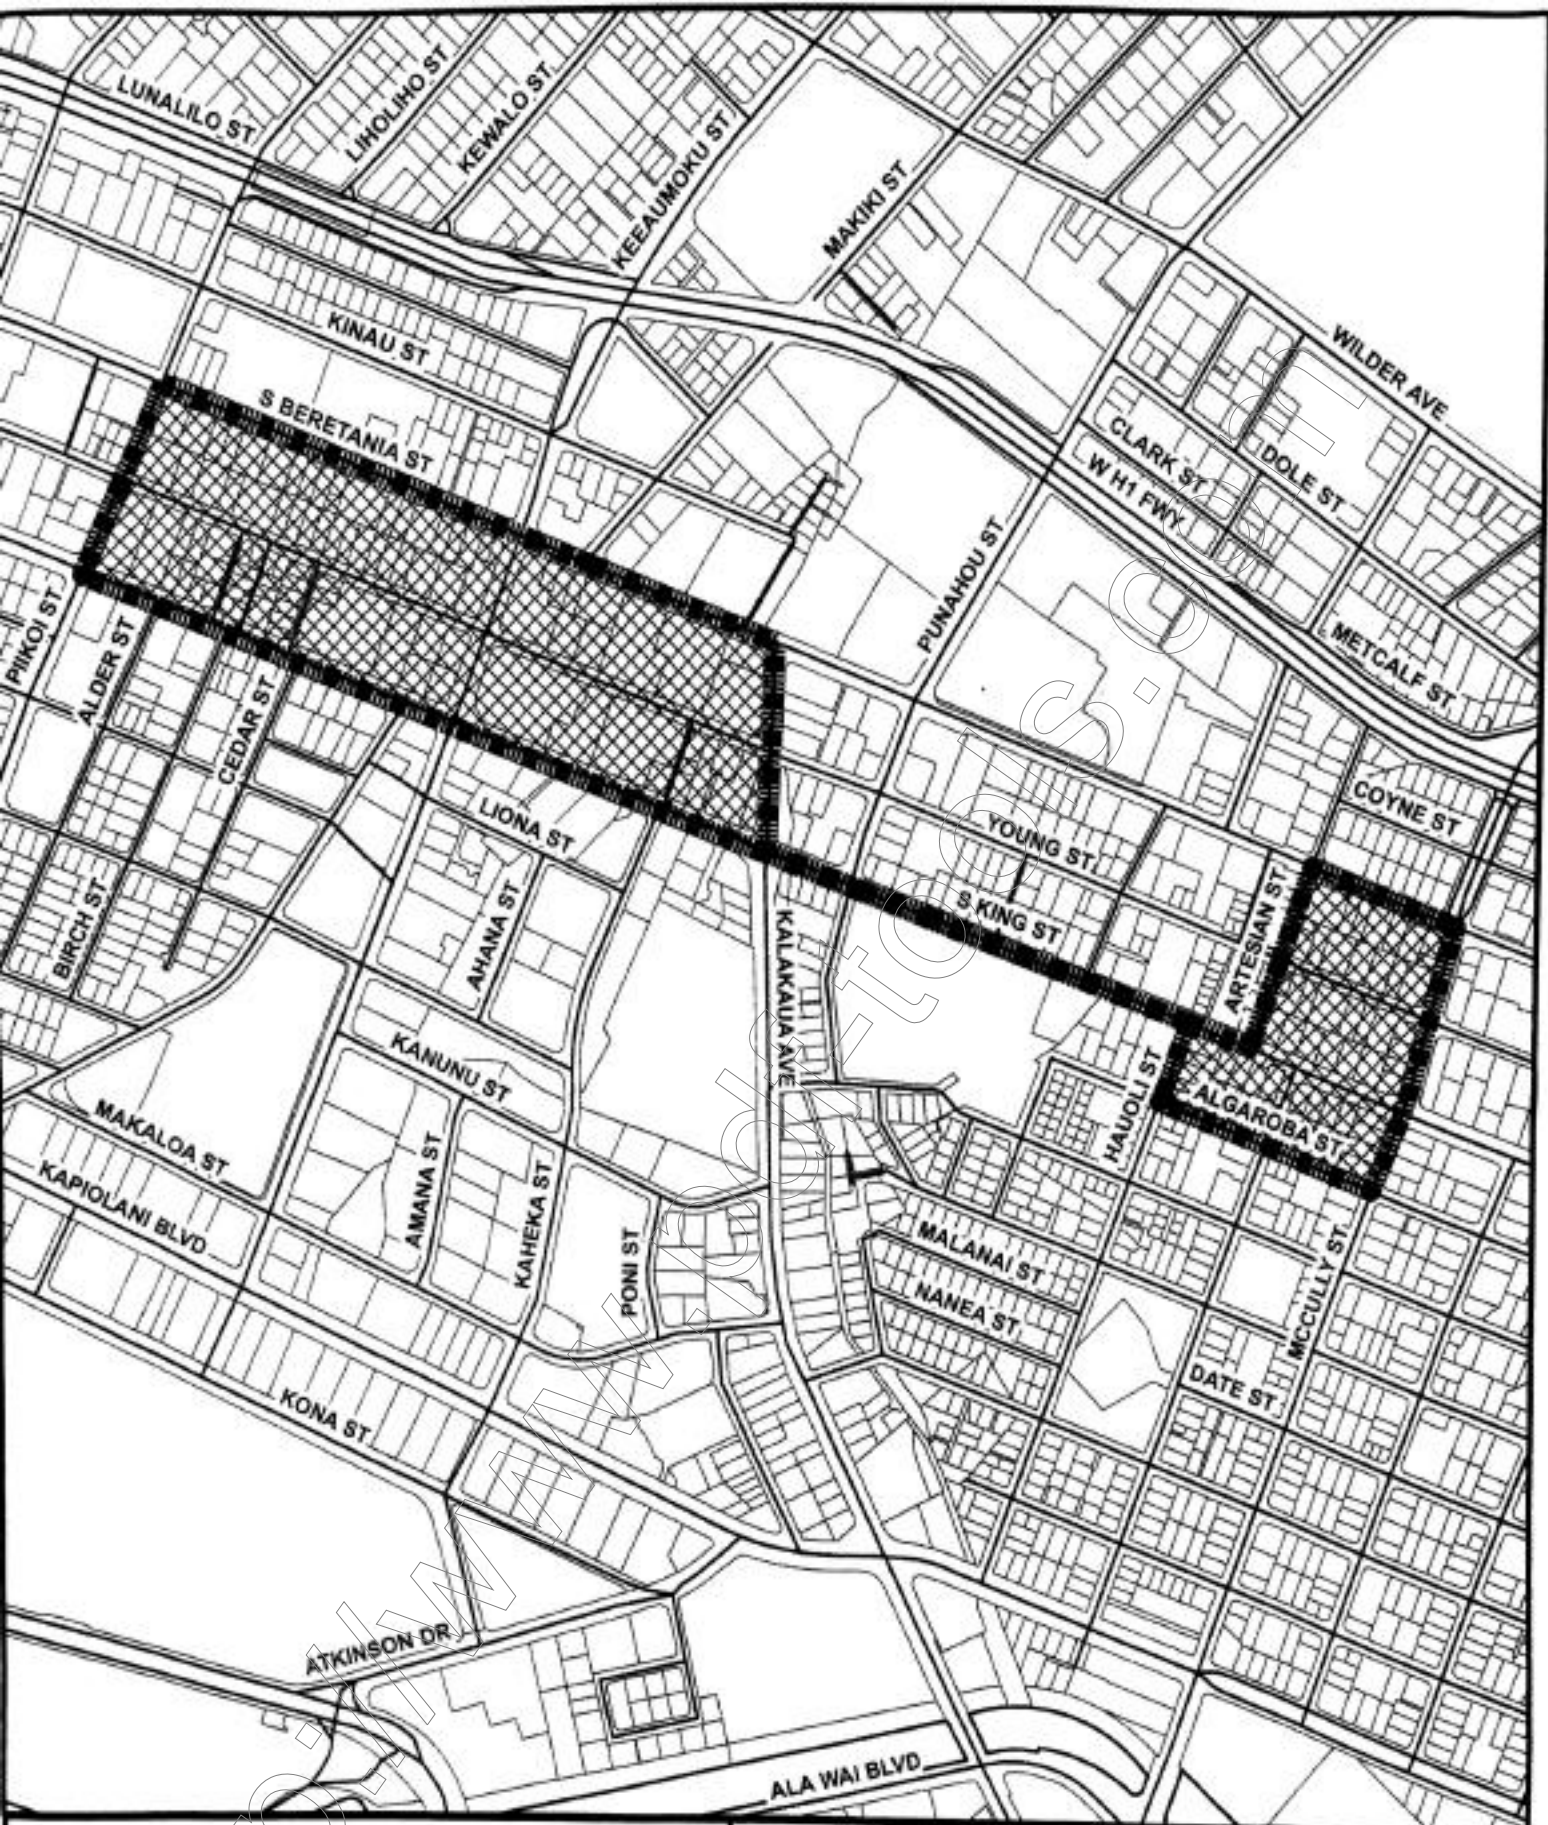 LUNALILO ST
LIHOLIHO ST
KEWALO ST
KEEAUMOKU ST
MAKIKI ST
KINAU ST
WILDER AVE
S BERETANIA ST
CLARK ST
DOLE ST
W H1 FWY
PUNAHOU ST
PIIKOI ST
ALDER ST
METCALF ST
CEDAR ST
COYNE ST
LIONA ST
YOUNG ST
BIRCH ST
AHANA ST
S KING ST
ARTESIAN ST
KALAKAUA AVE
KANUNU ST
HAUOLI ST
ALGAROBA ST
MAKALOA ST
KAPIOLANI BLVD
AMANA ST
KAHEKA ST
PONI ST
MALANAI ST
NANEA ST
MCCULLY ST
DATE ST
KONA ST
ATKINSON DR
ALA WAI BLVD